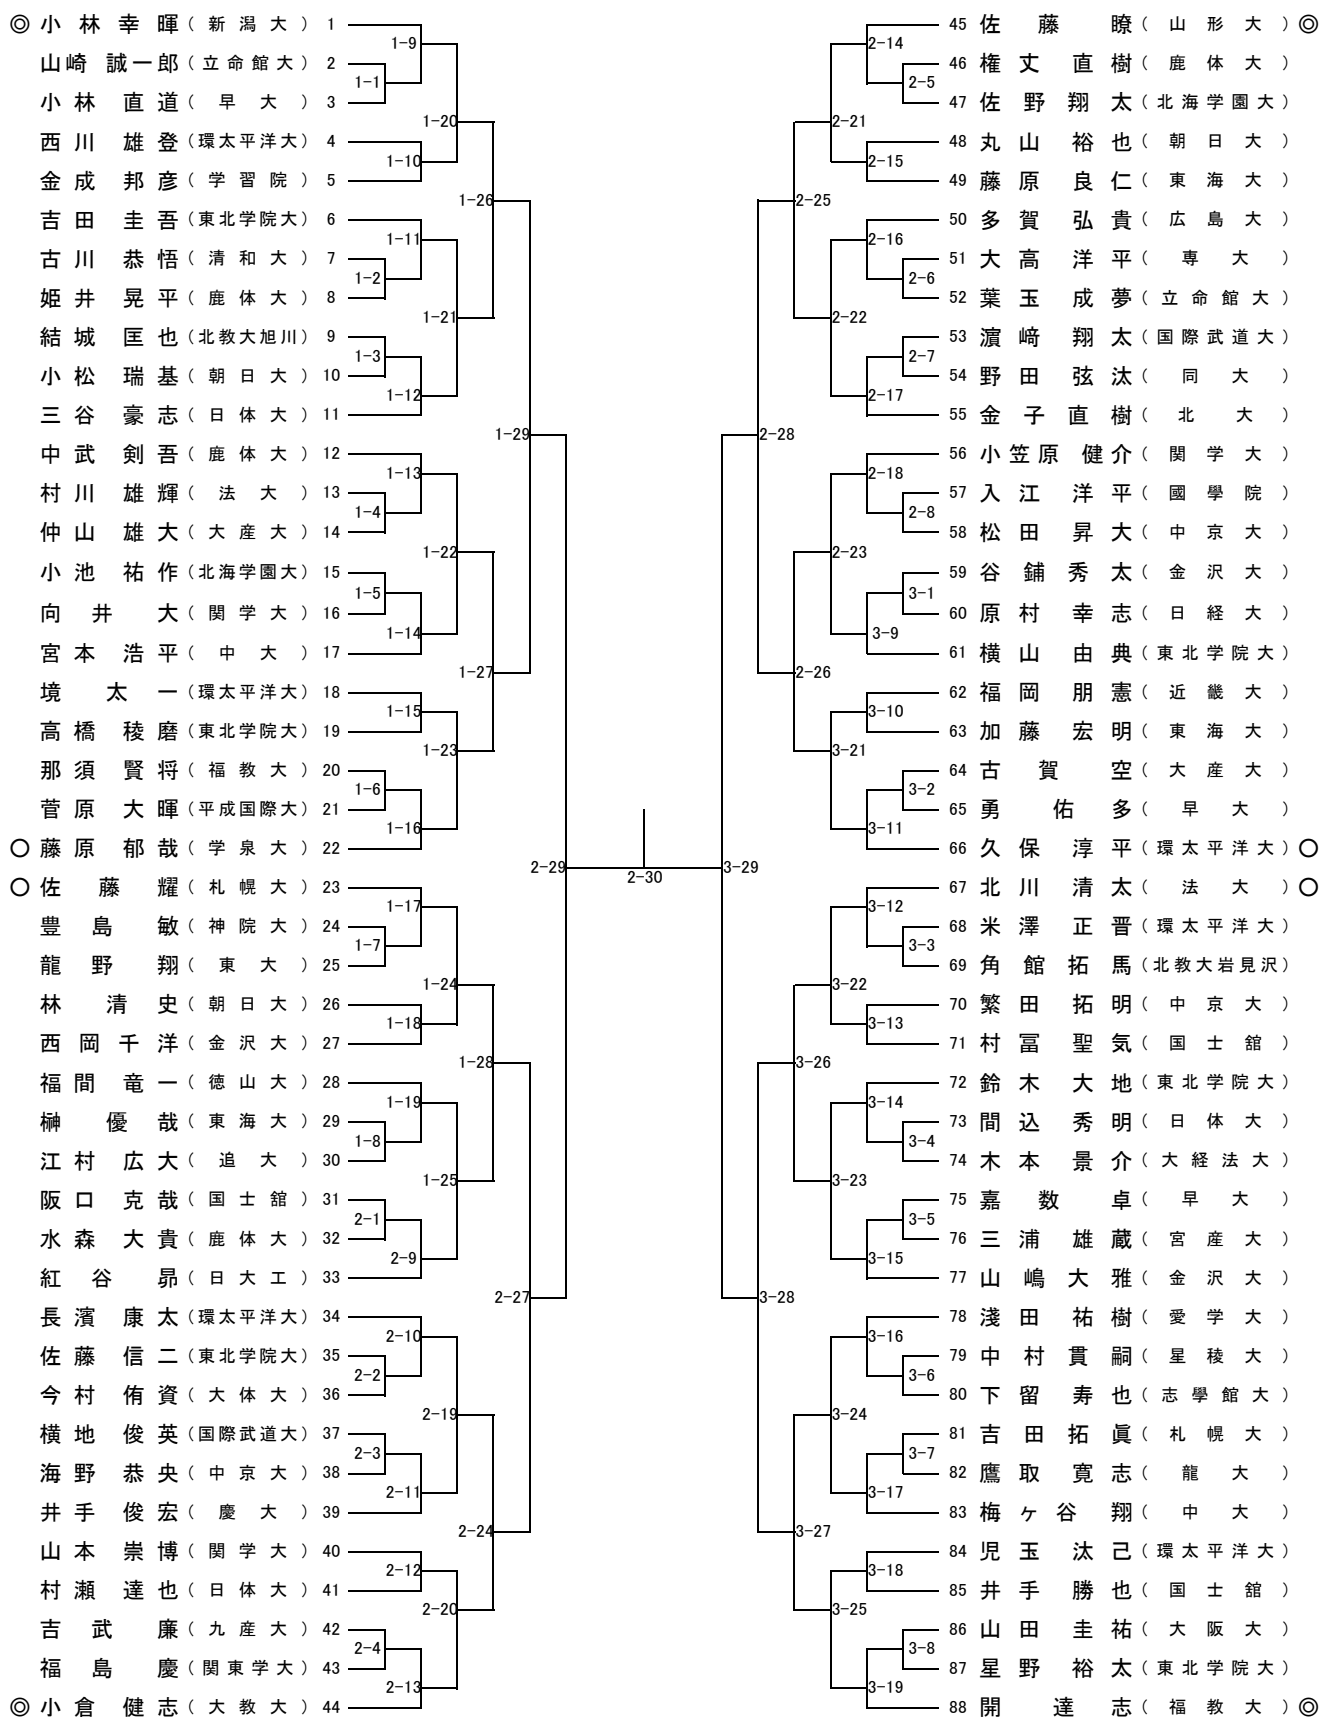 ◎ 小林幸暉 (新潟大) 1
山崎誠一郎 (立命館大) 2
小林直道 (早大) 3
西川雄登 (環太平洋大) 4
金成邦彦 (学習院) 5
吉田圭吾 (東北学院大) 6
古川恭悟 (清和大) 7
姫井晃平 (鹿体大) 8
結城匡也 (北教大旭川) 9
小松瑞基 (朝日大) 10
三谷豪志 (日体大) 11
中武剣吾 (鹿体大) 12
村川雄輝 (法大) 13
仲山雄大 (大産大) 14
小池祐作 (北海学園大) 15
向井大 (関学大) 16
宮本浩平 (中大) 17
境太一 (環太平洋大) 18
高橋稜磨 (東北学院大) 19
那須賢将 (福教大) 20
菅原大暉 (平成国際大) 21
○ 藤原郁哉 (学泉大) 22
○ 佐藤耀 (札幌大) 23
豊島敏 (神院大) 24
龍野翔 (東大) 25
林清史 (朝日大) 26
西岡千洋 (金沢大) 27
福間竜一 (徳山大) 28
榊優哉 (東海大) 29
江村広大 (追大) 30
阪口克哉 (国士舘) 31
水森大貴 (鹿体大) 32
紅谷昴 (日大工) 33
長濱康太 (環太平洋大) 34
佐藤信二 (東北学院大) 35
今村侑資 (大体大) 36
横地俊英 (国際武道大) 37
海野恭央 (中京大) 38
井手俊宏 (慶大) 39
山本崇博 (関学大) 40
村瀬達也 (日体大) 41
吉武廉 (九産大) 42
福島慶 (関東学大) 43
◎ 小倉健志 (大教大) 44
1-9
1-1
1-20
1-10
1-26
1-11
1-2
1-21
1-3
1-12
1-29
1-13
1-4
1-22
1-5
1-14
1-27
1-15
1-23
1-6
1-16
2-29
1-17
1-7
1-24
1-18
1-28
1-19
1-8
1-25
2-1
2-9
2-27
2-10
2-2
2-19
2-3
2-11
2-24
2-12
2-20
2-4
2-13
2-30
2-14
2-5
2-21
2-15
2-25
2-16
2-6
2-22
2-7
2-17
2-28
2-18
2-8
2-23
3-1
3-9
2-26
3-10
3-21
3-2
3-11
3-29
3-12
3-3
3-22
3-13
3-26
3-14
3-4
3-23
3-5
3-15
3-28
3-16
3-6
3-24
3-7
3-17
3-27
3-18
3-25
3-8
3-19
45 佐藤瞭 (山形大) ◎
46 権丈直樹 (鹿体大)
47 佐野翔太 (北海学園大)
48 丸山裕也 (朝日大)
49 藤原良仁 (東海大)
50 多賀弘貴 (広島大)
51 大高洋平 (専大)
52 葉玉成夢 (立命館大)
53 濵﨑翔太 (国際武道大)
54 野田弦汰 (同大)
55 金子直樹 (北大)
56 小笠原健介 (関学大)
57 入江洋平 (國學院)
58 松田昇大 (中京大)
59 谷鋪秀太 (金沢大)
60 原村幸志 (日経大)
61 横山由典 (東北学院大)
62 福岡朋憲 (近畿大)
63 加藤宏明 (東海大)
64 古賀空 (大産大)
65 勇佑多 (早大)
66 久保淳平 (環太平洋大) ○
67 北川清太 (法大) ○
68 米澤正晋 (環太平洋大)
69 角館拓馬 (北教大岩見沢)
70 繁田拓明 (中京大)
71 村冨聖気 (国士舘)
72 鈴木大地 (東北学院大)
73 間込秀明 (日体大)
74 木本景介 (大経法大)
75 嘉数卓 (早大)
76 三浦雄蔵 (宮産大)
77 山嶋大雅 (金沢大)
78 淺田祐樹 (愛学大)
79 中村貫嗣 (星稜大)
80 下留寿也 (志學館大)
81 吉田拓眞 (札幌大)
82 鷹取寛志 (龍大)
83 梅ヶ谷翔 (中大)
84 児玉汰己 (環太平洋大)
85 井手勝也 (国士舘)
86 山田圭祐 (大阪大)
87 星野裕太 (東北学院大)
88 開達志 (福教大) ◎